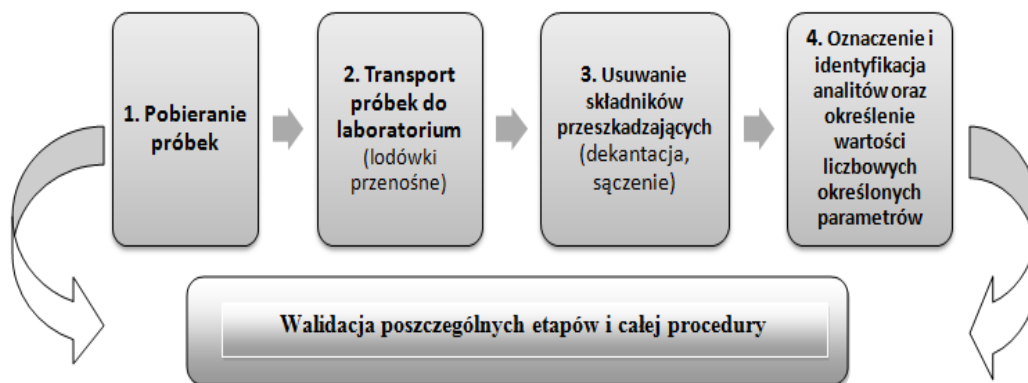 1. Pobieranie
próbek
2. Transport
próbek do
laboratorium
(lodówki
przenośne)
3. Usuwanie
składników
przeszkadzających
(dekantacja,
sączenie)
4. Oznaczenie i
identyfikacja
analitów oraz
określenie
wartości
liczbowych
określonych
parametrów
Walidacja poszczególnych etapów i całej procedury